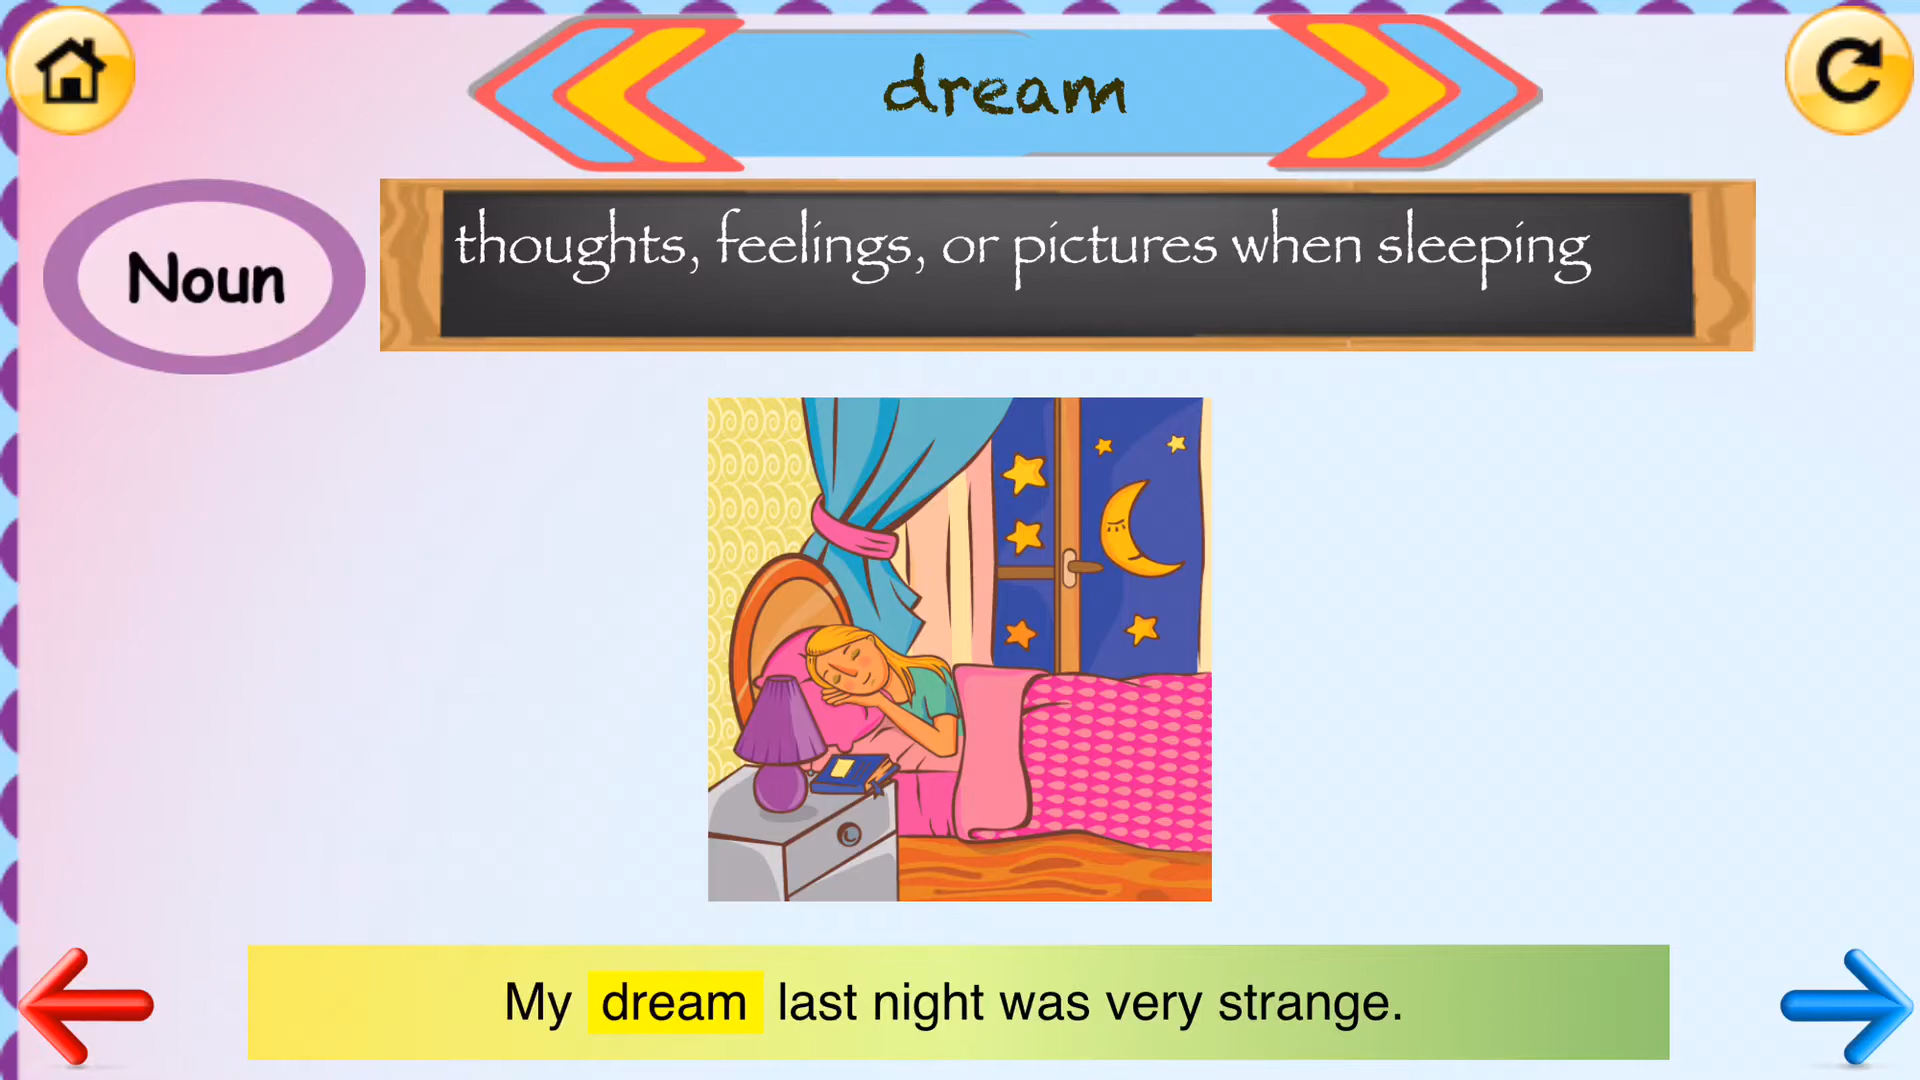 dream
Noun
thoughts, feelings, or pictures when sleeping
My dream last night was very strange.